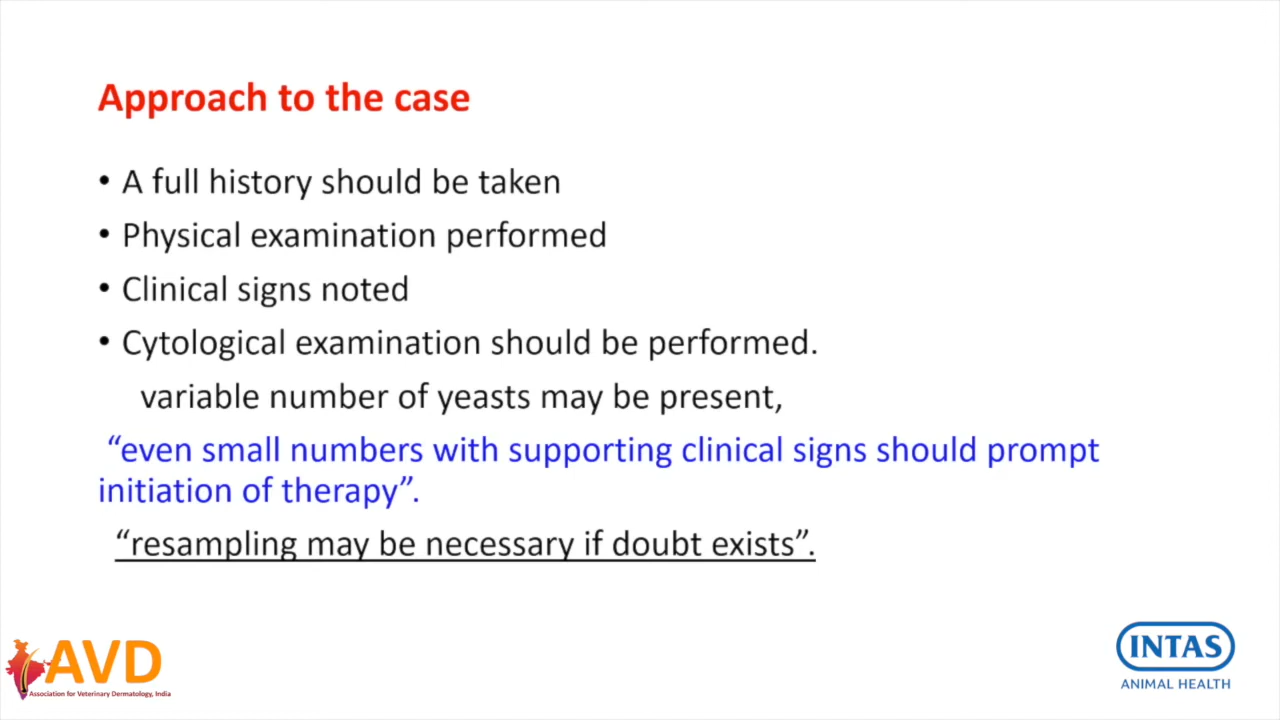 Approach to the case
• A full history should be taken
• Physical examination performed
• Clinical signs noted
• Cytological examination should be performed.
variable number of yeasts may be present,
“even small numbers with supporting clinical signs should prompt
initiation of therapy”.
“resampling may be necessary if doubt exists”.
AVD
Association for Veterinary Dermatology, India
INTAS
ANIMAL HEALTH